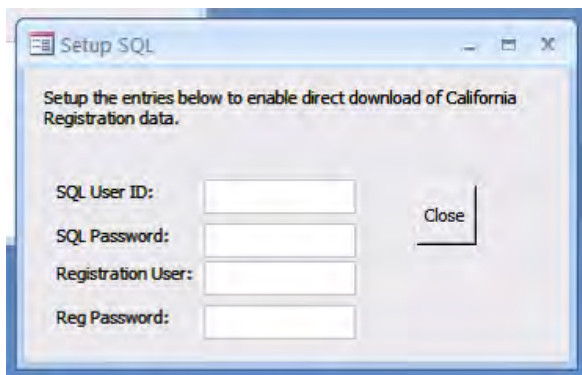 Setup SQL
Setup the entries below to enable direct download of California
Registration data.
SQL User ID:
Close
SQL Password:
Registration User:
Reg Password: